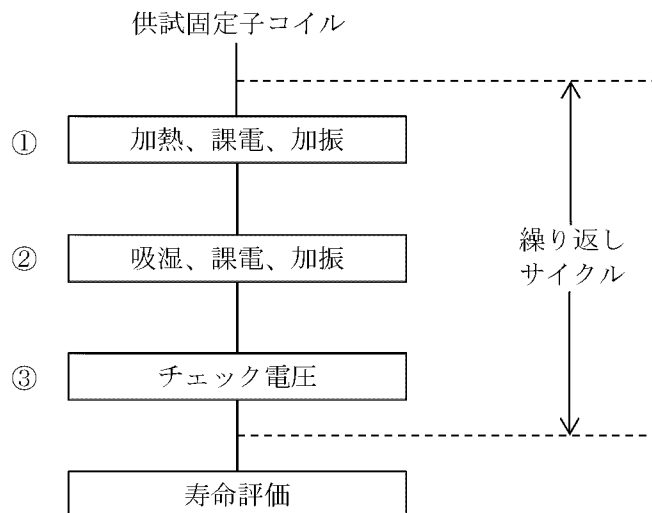 供試固定子コイル
① 加熱、課電、加振
② 吸湿、課電、加振
繰り返し
サイクル
③ チェック電圧
寿命評価